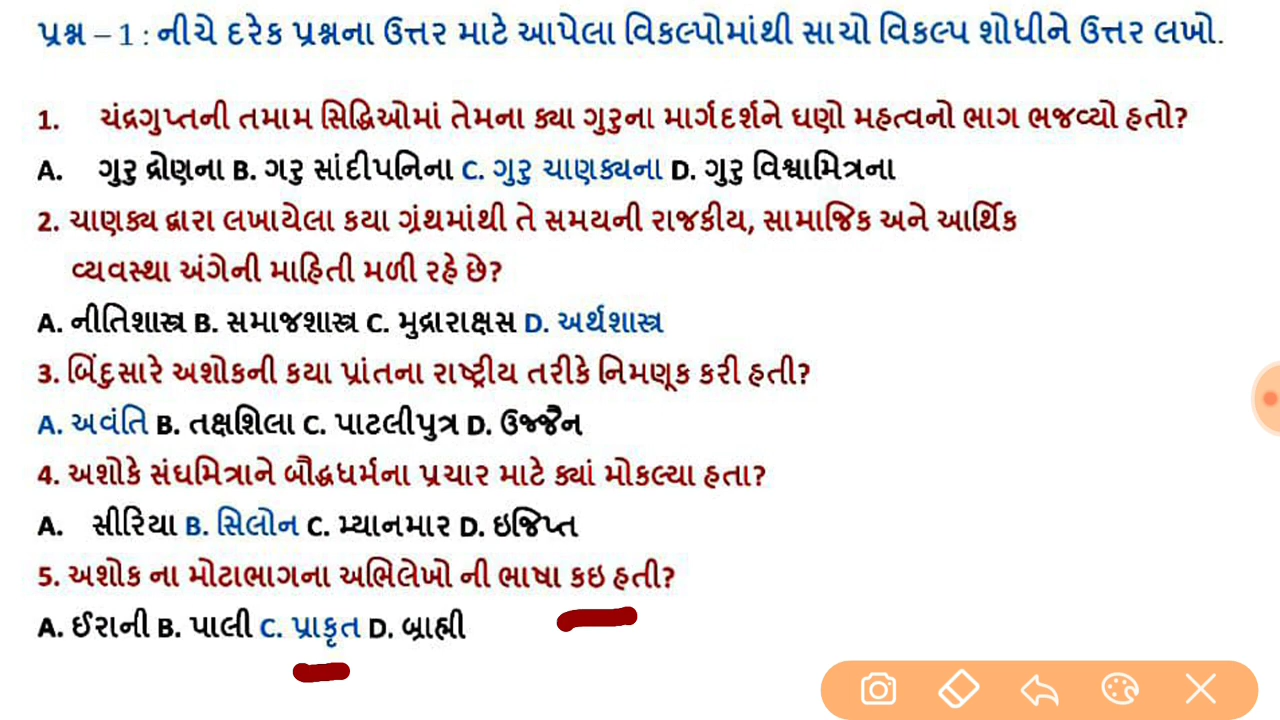 પ્રશ્ન – 1 : નીચે દરેક પ્રશ્નના ઉત્તર માટે આપેલા વિકલ્પોમાંથી સાચો વિકલ્પ શોધીને ઉત્તર લખો.
1. ચંદ્રગુપ્તની તમામ સિદ્ધિઓમાં તેમના ક્યા ગુરુના માર્ગદર્શને ઘણો મહત્વનો ભાગ ભજવ્યો હતો?
A. ગુરુ દ્રોણના B. ગરુ સાંદીપનિના C. ગુરુ ચાણક્યના D. ગુરુ વિશ્વામિત્રના
2. ચાણક્ય દ્વારા લખાયેલા કયા ગ્રંથમાંથી તે સમયની રાજકીય, સામાજિક અને આર્થિક
વ્યવસ્થા અંગેની માહિતી મળી રહે છે?
A. નીતિશાસ્ત્ર B. સમાજશાસ્ત્ર C. મુદ્રારાક્ષસ D. અર્થશાસ્ત્ર
3. બિંદુસારે અશોકની કયા પ્રાંતના રાષ્ટ્રીય તરીકે નિમણૂક કરી હતી?
A. અવંતિ B. તક્ષશિલા C. પાટલીપુત્ર D. ઉજ્જૈન
4. અશોકે સંઘમિત્રાને બૌદ્ધધર્મના પ્રચાર માટે ક્યાં મોકલ્યા હતા?
A. સીરિયા B. સિલોન C. મ્યાનમાર D. ઇજિપ્ત
5. અશોક ના મોટાભાગના અભિલેખો ની ભાષા કઇ હતી?
A. ઈરાની B. પાલી C. પ્રાકૃત D. બ્રાહ્મી